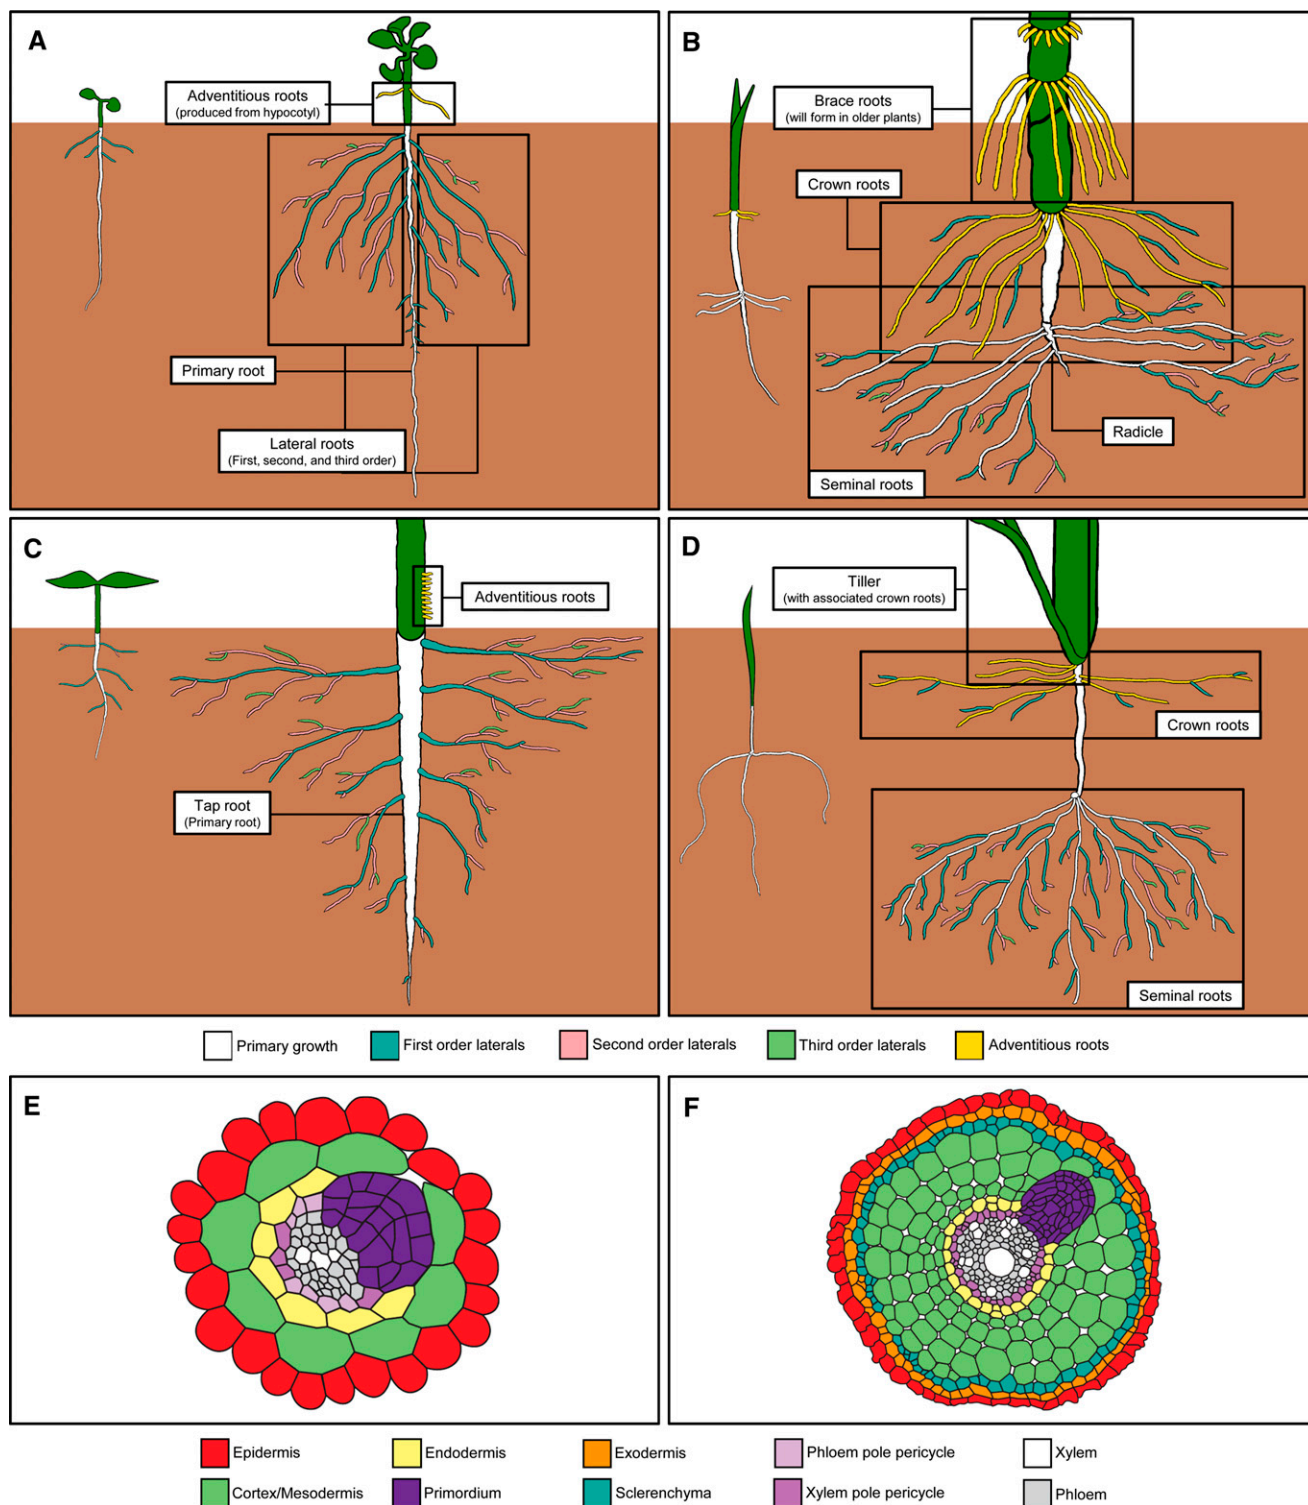 A
Adventitious roots
(produced from hypocotyl)
Primary root
Lateral roots
(First, second, and third order)
B
Brace roots
(will form in older plants)
Crown roots
Radicle
Seminal roots
C
Adventitious roots
Tap root
(Primary root)
D
Tiller
(with associated crown roots)
Crown roots
Seminal roots
Primary growth
First order laterals
Second order laterals
Third order laterals
Adventitious roots
E
F
Epidermis
Endodermis
Exodermis
Phloem pole pericycle
Xylem
Cortex/Mesodermis
Primordium
Sclerenchyma
Xylem pole pericycle
Phloem